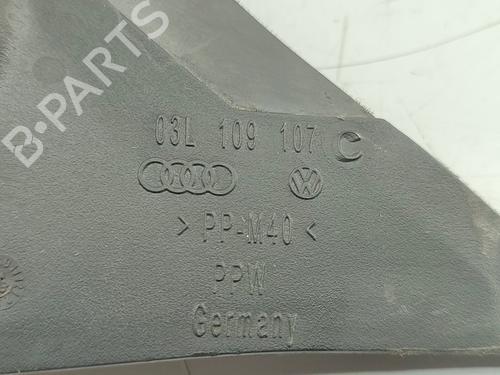 B-PARTS
03L 109 107 C
> PP-M40 <
PPW
Germany